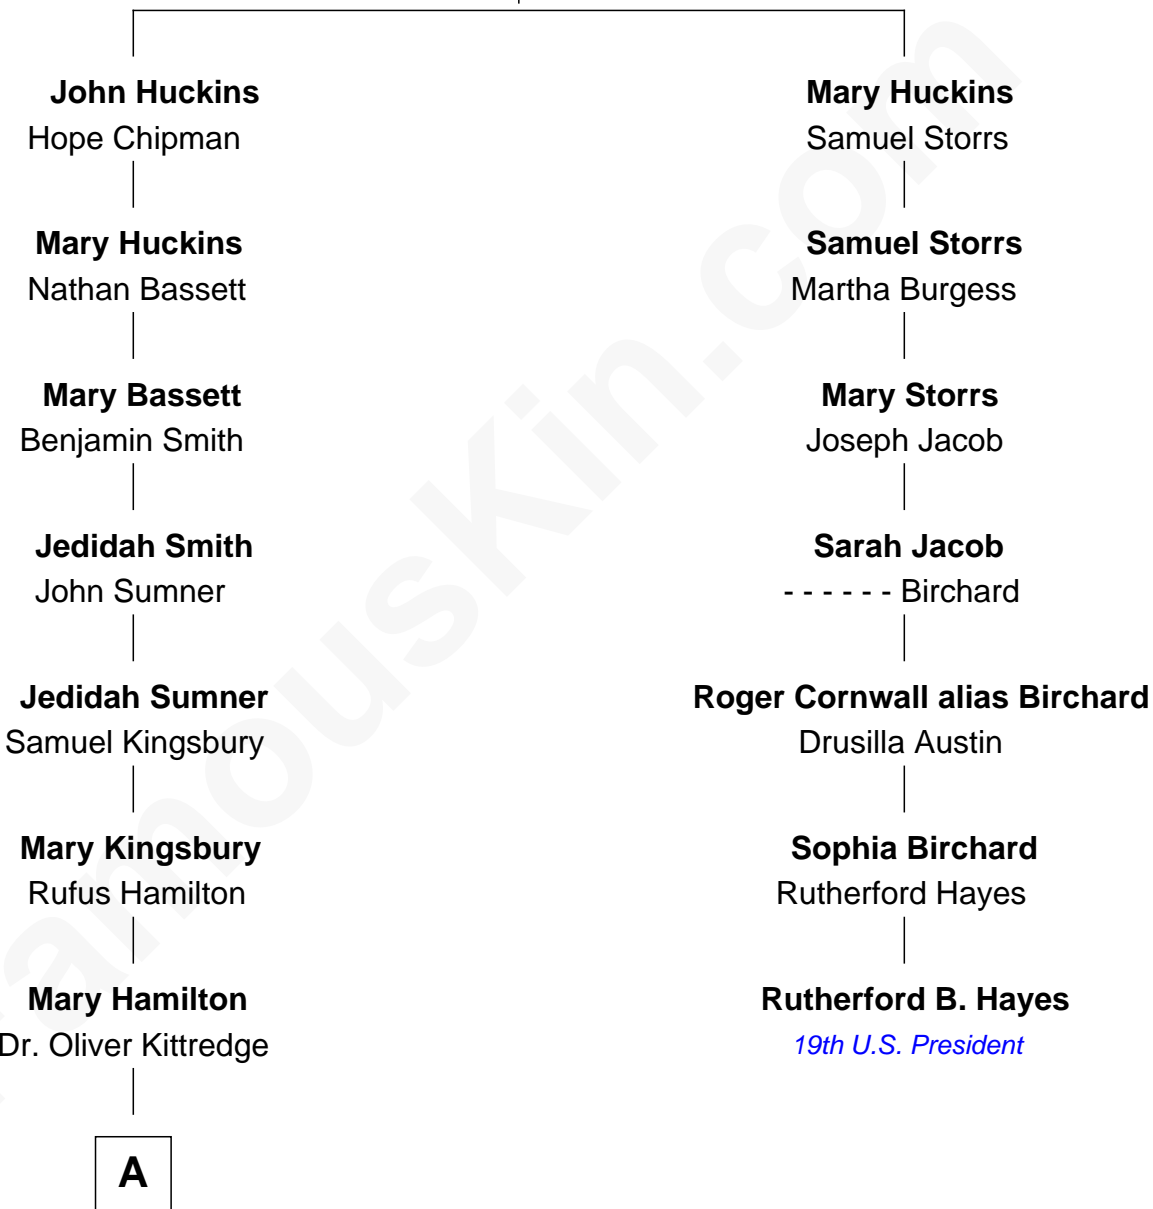 John Huckins
Hope Chipman
Mary Huckins
Nathan Bassett
Mary Bassett
Benjamin Smith
Jedidah Smith
John Sumner
Jedidah Sumner
Samuel Kingsbury
Mary Kingsbury
Rufus Hamilton
Mary Hamilton
Dr. Oliver Kittredge
A
Mary Huckins
Samuel Storrs
Samuel Storrs
Martha Burgess
Mary Storrs
Joseph Jacob
Sarah Jacob
- - - - - - Birchard
Roger Cornwall alias Birchard
Drusilla Austin
Sophia Birchard
Rutherford Hayes
Rutherford B. Hayes
19th U.S. President
FamousKin.com